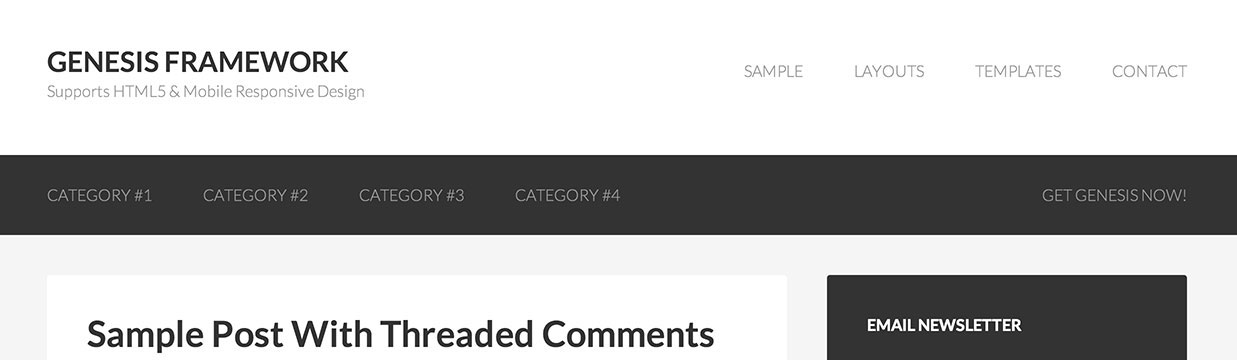 GENESIS FRAMEWORK
Supports HTML5 & Mobile Responsive Design
SAMPLE LAYOUTS TEMPLATES CONTACT
CATEGORY #1 CATEGORY #2 CATEGORY #3 CATEGORY #4 GET GENESIS NOW!
Sample Post With Threaded Comments
EMAIL NEWSLETTER